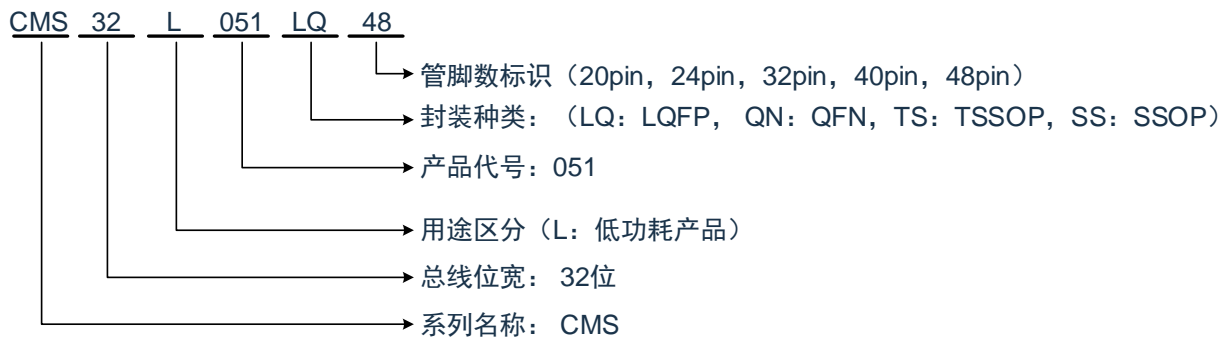 CMS 32 L 051 LQ 48
管脚数标识（20pin，24pin，32pin，40pin，48pin）
封装种类：（LQ：LQFP， QN：QFN，TS：TSSOP，SS：SSOP）
产品代号：051
用途区分（L：低功耗产品）
总线位宽： 32位
系列名称： CMS